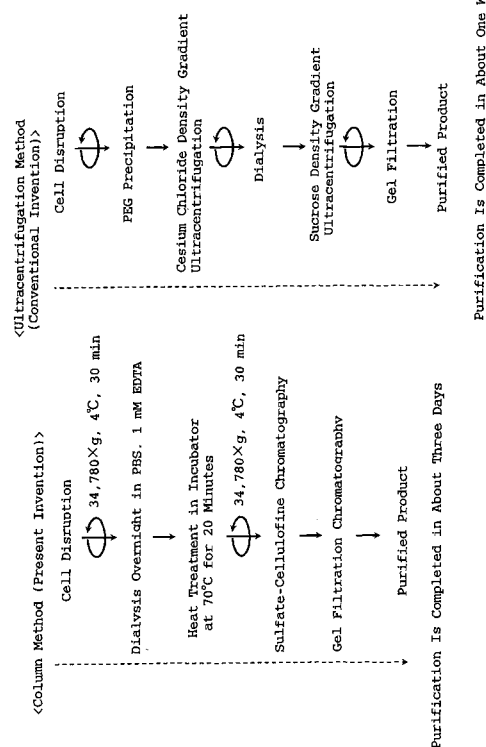 <Column Method (Present Invention)>
Cell Disruption
34,780×g, 4℃, 30 min
Dialysis Overnight in PBS. 1 mM EDTA
Heat Treatment in Incubator
at 70℃ for 20 Minutes
34,780×g, 4℃, 30 min
Sulfate-Cellulofine Chromatography
Gel Filtration Chromatography
Purified Product
Purification Is Completed in About Three Days
<Ultracentrifugation Method
(Conventional Invention)>
Cell Disruption
PEG Precipitation
Cesium Chloride Density Gradient
Ultracentrifugation
Dialysis
Sucrose Density Gradient
Ultracentrifugation
Gel Filtration
Purified Product
Purification Is Completed in About One